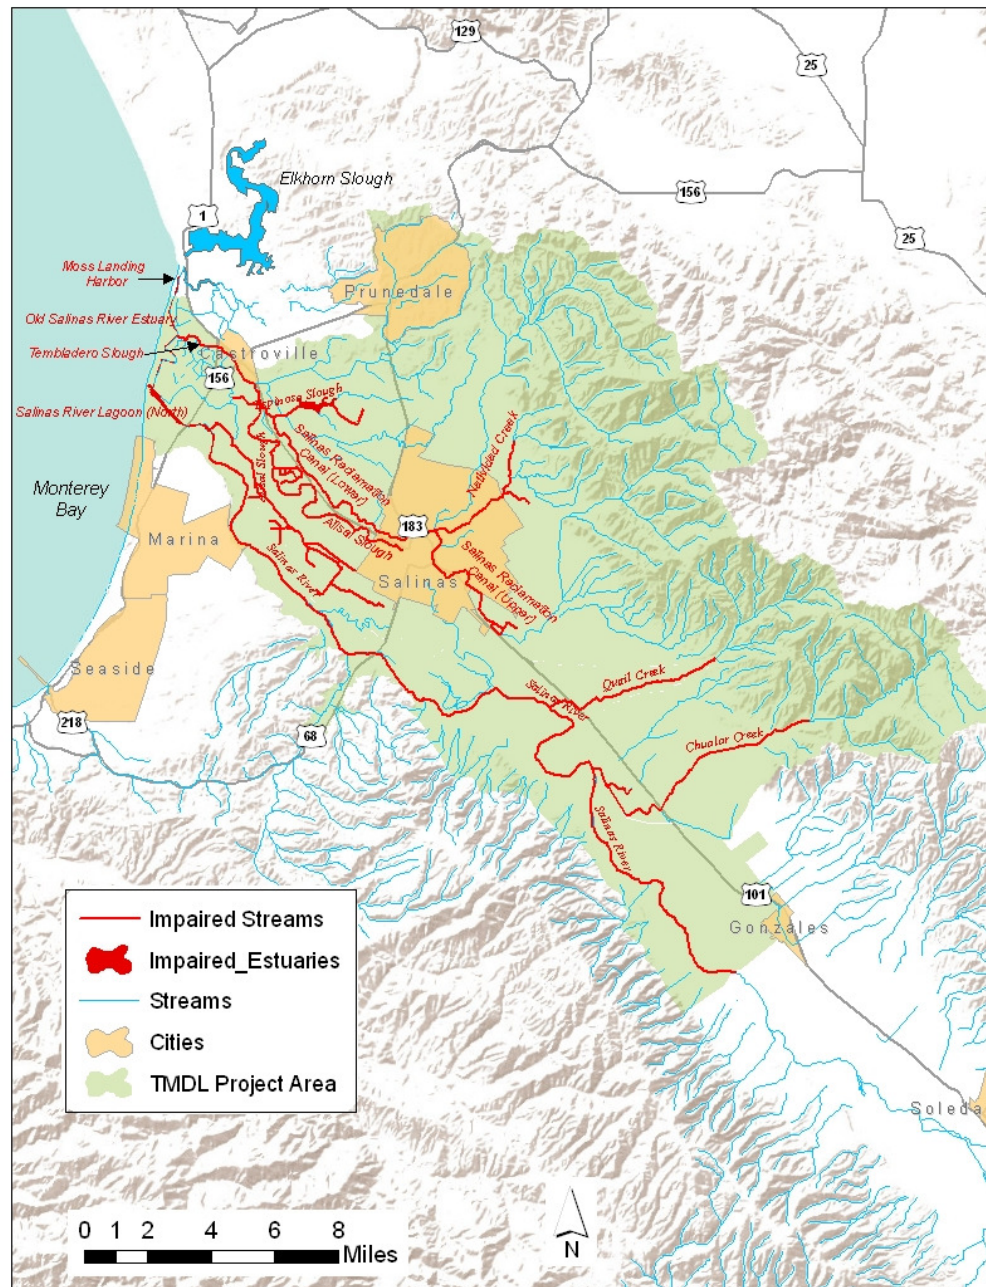 129
25
Elkhorn Slough
156
1
25
Moss Landing
Harbor
Prunedale
Old Salinas River Estuary
Tembladero Slough
Castroville
156
Espinosa Slough
Salinas River Lagoon (North)
Natividad Creek
Salinas Reclamation
Canal (Lower)
Alisal Slough
Monterey
Bay
183
Marina
Alisal Slough
Salinas Reclamation
Canal (Upper)
Salinas River
Salinas
Seaside
Quail Creek
Salinas River
218
68
Chualar Creek
Salinas River
101
Gonzales
Impaired Streams
Impaired_Estuaries
Streams
Cities
TMDL Project Area
Soleda
0 1 2 4 6 8
Miles
N